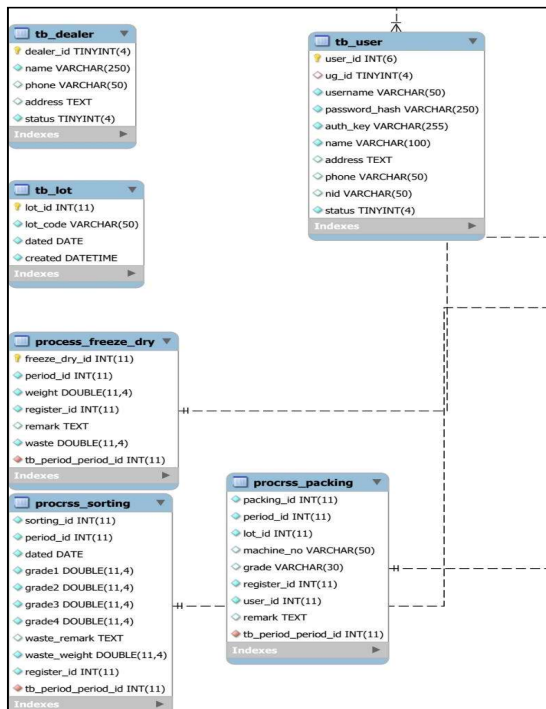 tb_dealer
dealer_id TINYINT(4)
name VARCHAR(250)
phone VARCHAR(50)
address TEXT
status TINYINT(4)
Indexes
tb_lot
lot_id INT(11)
lot_code VARCHAR(50)
dated DATE
created DATETIME
Indexes
tb_user
user_id INT(6)
ug_id TINYINT(4)
username VARCHAR(50)
password_hash VARCHAR(250)
auth_key VARCHAR(255)
name VARCHAR(100)
address TEXT
phone VARCHAR(50)
nid VARCHAR(50)
status TINYINT(4)
Indexes
process_freeze_dry
freeze_dry_id INT(11)
period_id INT(11)
weight DOUBLE(11,4)
register_id INT(11)
remark TEXT
waste DOUBLE(11,4)
tb_period_period_id INT(11)
Indexes
procrss_sorting
sorting_id INT(11)
period_id INT(11)
dated DATE
grade1 DOUBLE(11,4)
grade2 DOUBLE(11,4)
grade3 DOUBLE(11,4)
grade4 DOUBLE(11,4)
waste_remark TEXT
waste_weight DOUBLE(11,4)
register_id INT(11)
tb_period_period_id INT(11)
Indexes
procrss_packing
packing_id INT(11)
period_id INT(11)
lot_id INT(11)
machine_no VARCHAR(50)
grade VARCHAR(30)
register_id INT(11)
user_id INT(11)
remark TEXT
tb_period_period_id INT(11)
Indexes